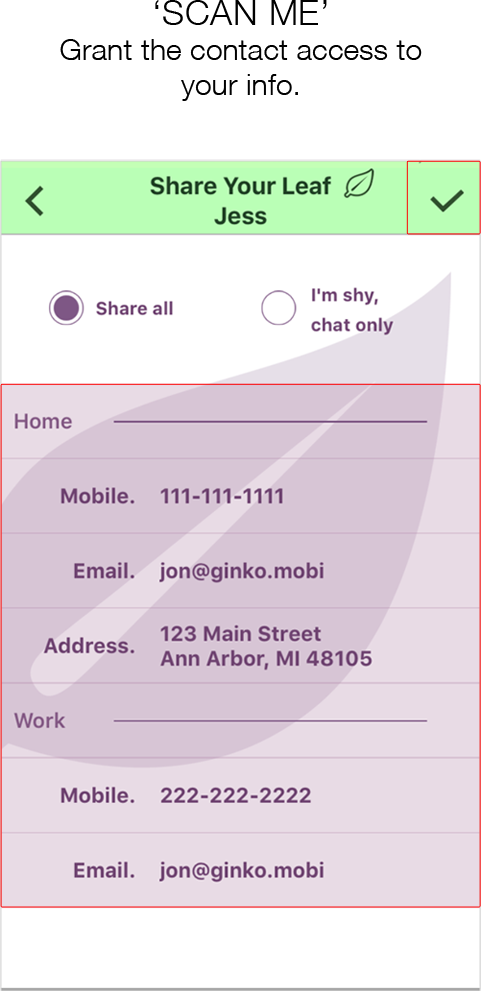 ‘SCAN ME’
Grant the contact access to
your info.
Share Your Leaf
Jess
Share all
I'm shy,
chat only
Home
Mobile. 111-111-1111
Email. jon@ginko.mobi
Address. 123 Main Street
Ann Arbor, MI 48105
Work
Mobile. 222-222-2222
Email. jon@ginko.mobi